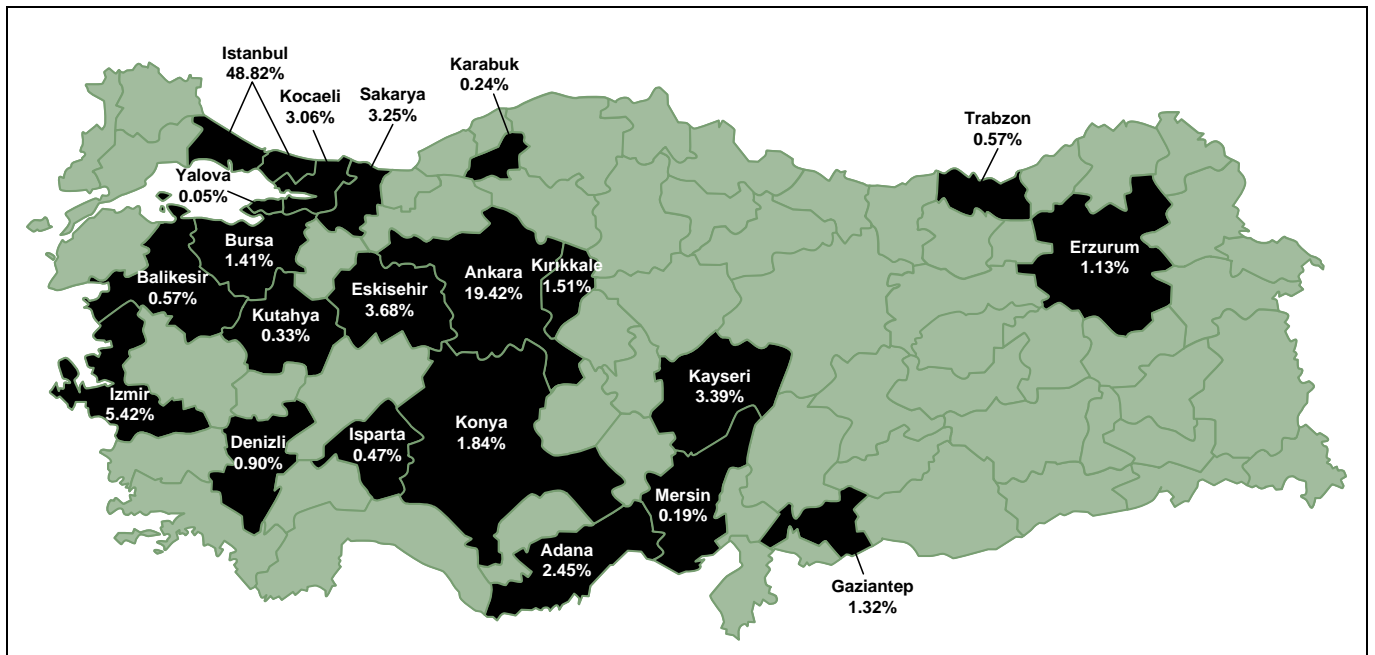 Istanbul
48.82%
Kocaeli
3.06%
Sakarya
3.25%
Karabuk
0.24%
Trabzon
0.57%
Yalova
0.05%
Bursa
1.41%
Balikesir
0.57%
Kutahya
0.33%
Eskisehir
3.68%
Ankara
19.42%
Kırıkkale
1.51%
Erzurum
1.13%
Izmir
5.42%
Denizli
0.90%
Isparta
0.47%
Konya
1.84%
Kayseri
3.39%
Mersin
0.19%
Adana
2.45%
Gaziantep
1.32%